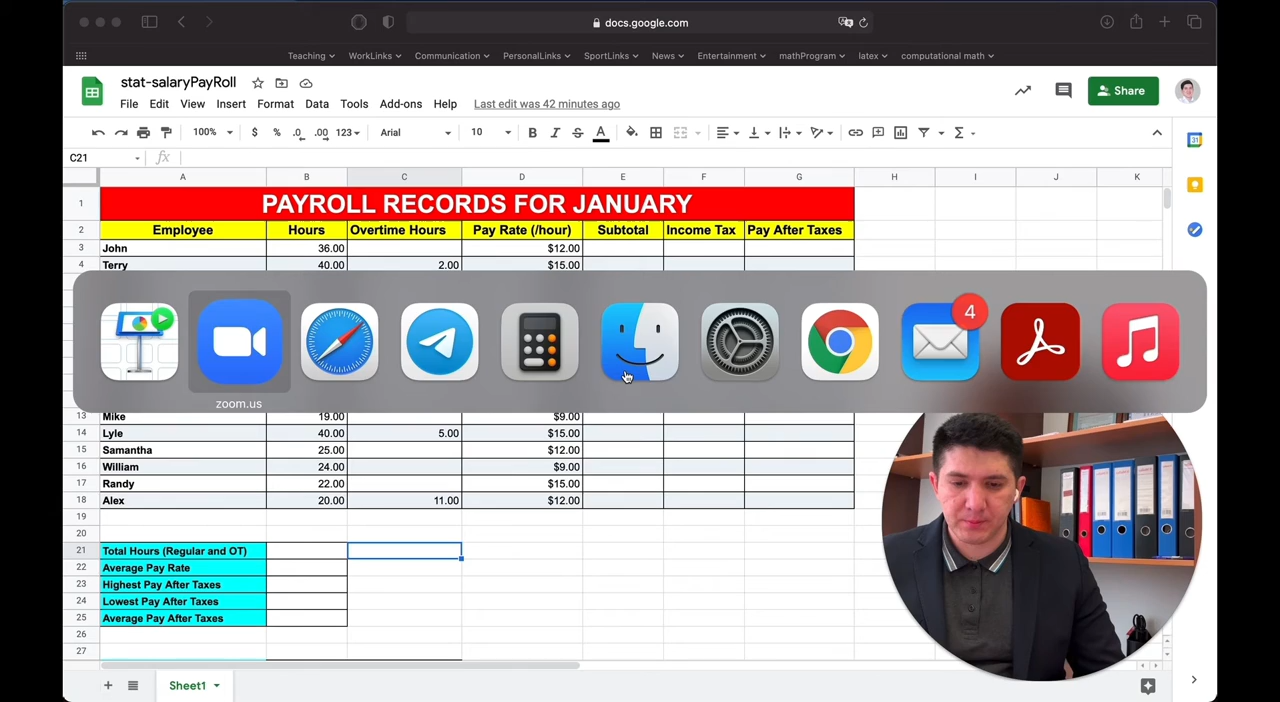 docs.google.com
Teaching WorkLinks Communication PersonalLinks SportLinks News Entertainment mathProgram latex computational math
stat-salaryPayRoll
File Edit View Insert Format Data Tools Add-ons Help Last edit was 42 minutes ago
Share
100% $ % .0 .00 123 Arial 10 B I S A Σ
C21 fx
A B C D E F G H I J K
1 PAYROLL RECORDS FOR JANUARY
2 Employee Hours Overtime Hours Pay Rate (/hour) Subtotal Income Tax Pay After Taxes
3 John 36.00 $12.00
4 Terry 40.00 2.00 $15.00
4
zoom.us
13 Mike 19.00 $9.00
14 Lyle 40.00 5.00 $15.00
15 Samantha 25.00 $12.00
16 William 24.00 $9.00
17 Randy 22.00 $15.00
18 Alex 20.00 11.00 $12.00
19
20
21 Total Hours (Regular and OT)
22 Average Pay Rate
23 Highest Pay After Taxes
24 Lowest Pay After Taxes
25 Average Pay After Taxes
26
27
Sheet1